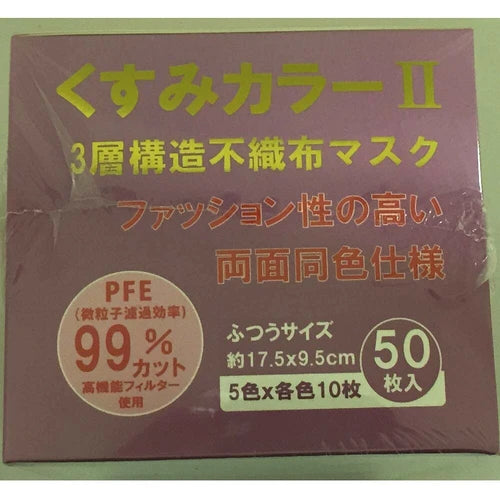 くすみカラーⅡ
3層構造不織布マスク
ファッション性の高い
両面同色仕様
PFE
(微粒子濾過効率)
99%
カット
高機能フィルター
使用
ふつうサイズ
約17.5x9.5cm
5色x各色10枚
50
枚入